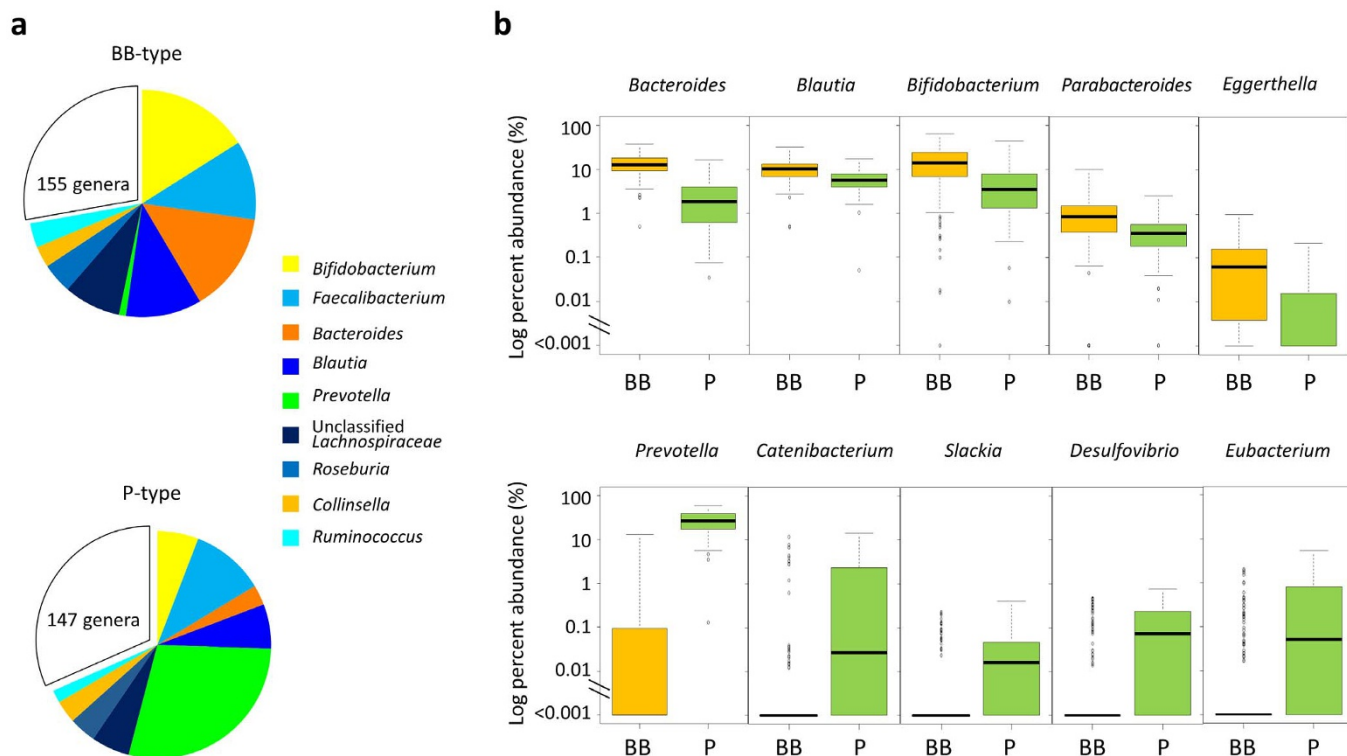 a
BB-type
155 genera
Bifidobacterium
Faecalibacterium
Bacteroides
Blautia
Prevotella
Unclassified
Lachnospiraceae
Roseburia
Collinsella
Ruminococcus
P-type
147 genera
b
Bacteroides Blautia Bifidobacterium Parabacteroides Eggerthella
Log percent abundance (%)
100
10
1
0.1
0.01
<0.001
BB P BB P BB P BB P BB P
Prevotella Catenibacterium Slackia Desulfovibrio Eubacterium
Log percent abundance (%)
100
10
1
0.1
0.01
<0.001
BB P BB P BB P BB P BB P